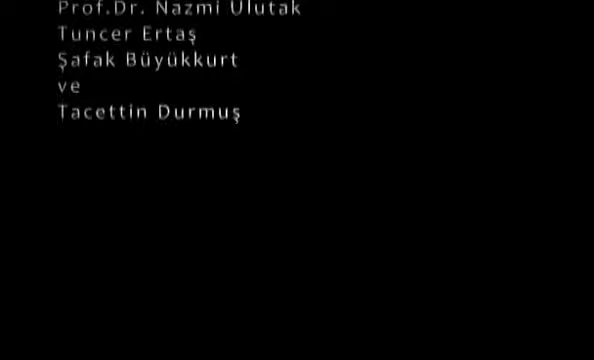 Prof.Dr. Nazmi Ulutak
Tuncer Ertaş
Şafak Büyükkurt
ve
Tacettin Durmuş